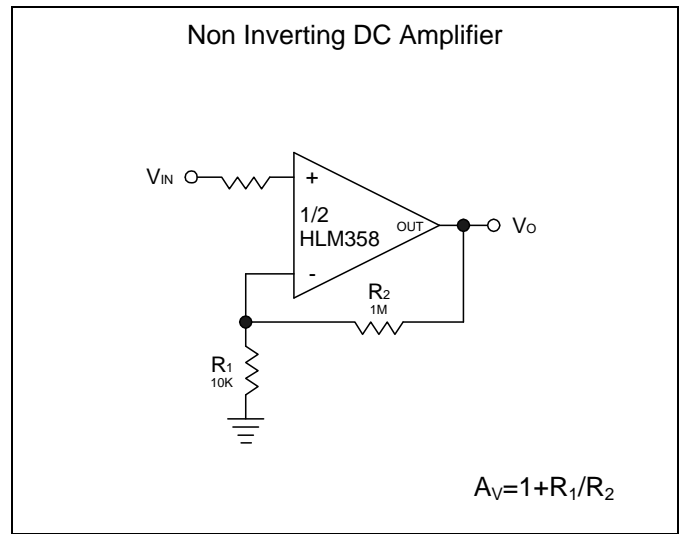 Non Inverting DC Amplifier
VIN
+
1/2
HLM358
OUT
VO
-
R2
1M
R1
10K
AV=1+R1/R2